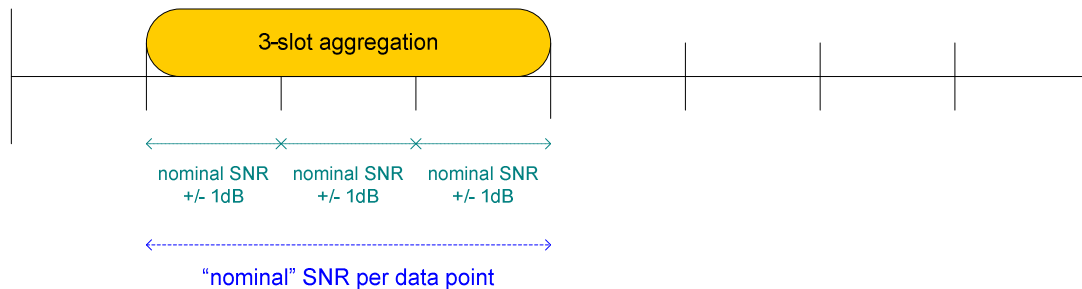 3-slot aggregation
nominal SNR nominal SNR nominal SNR
+/- 1dB +/- 1dB +/- 1dB
“nominal” SNR per data point